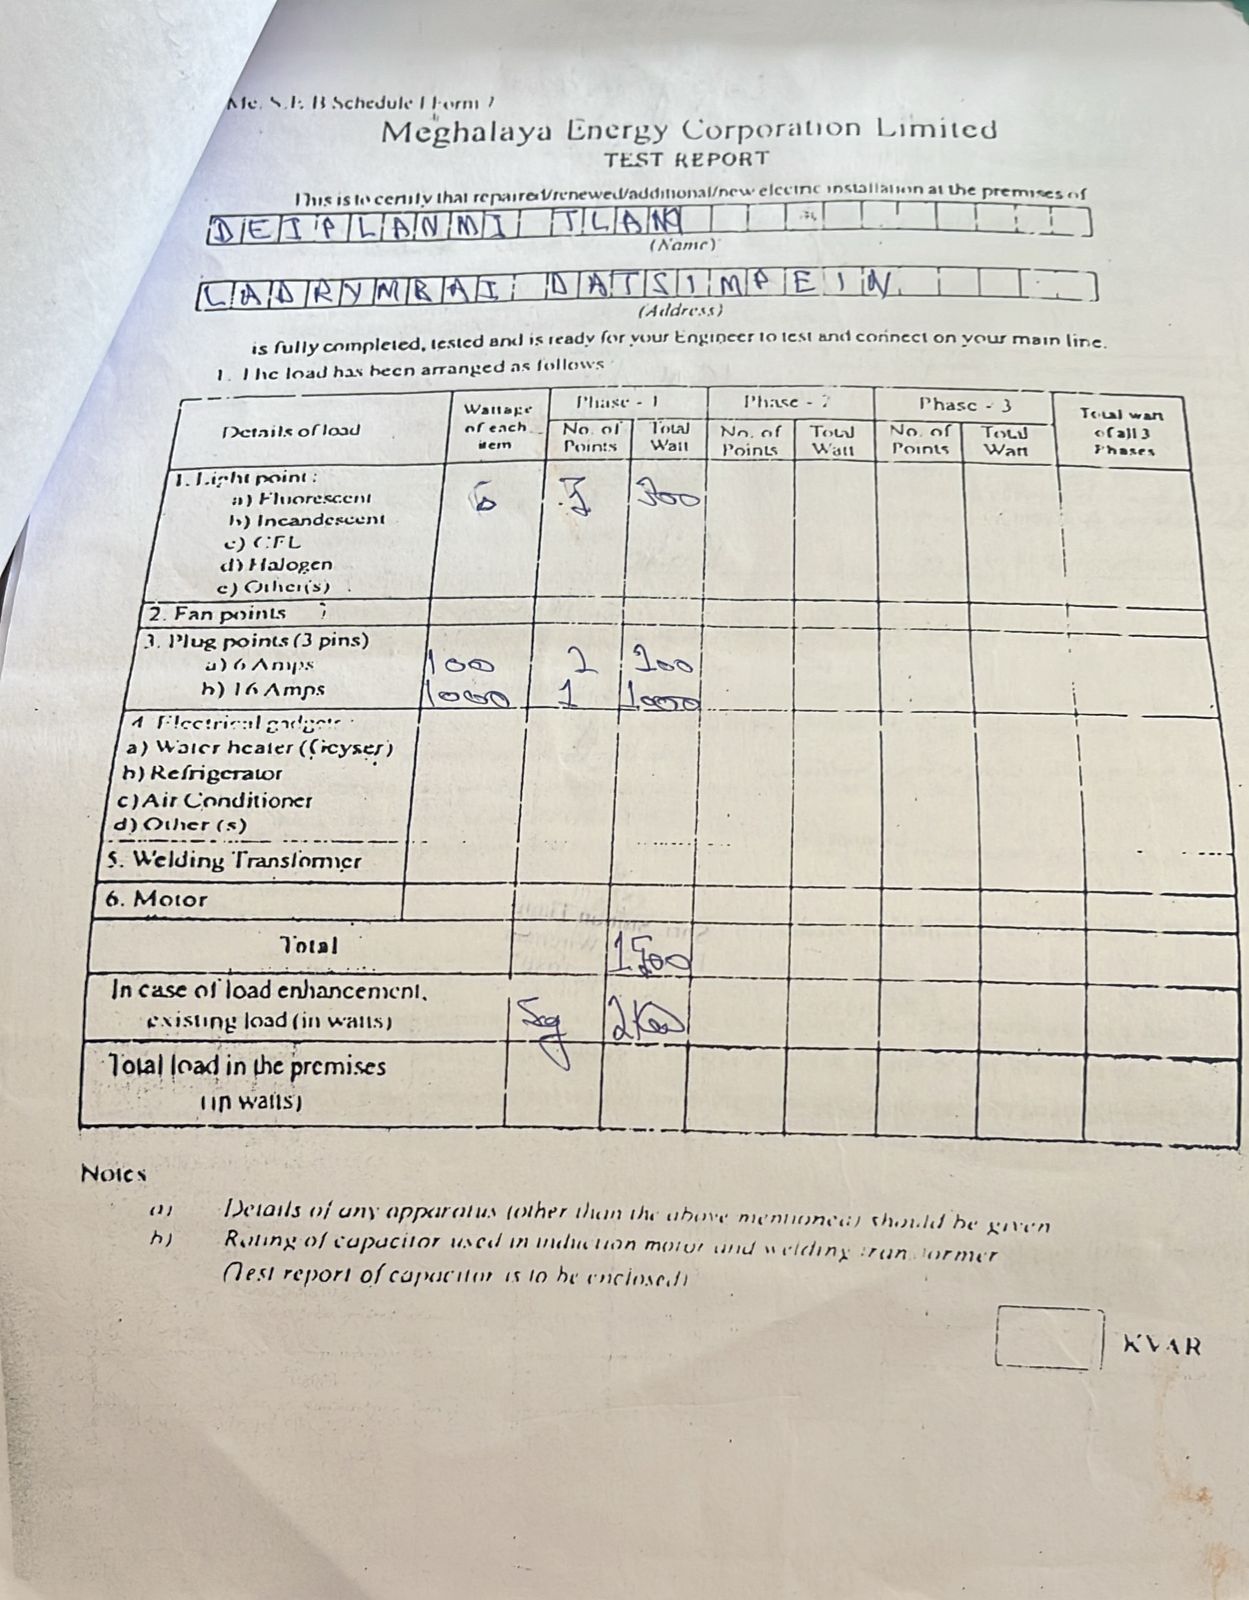 Me. S.E.B Schedule I Form 7
Meghalaya Energy Corporation Limited
TEST REPORT
This is to certify that repaired/renewed/additional/new electric installation at the premises of
DEIPLANMI TLAN
(Name)
LADRYMBAI DATSIMPEIN
(Address)
is fully completed, tested and is ready for your Engineer to test and connect on your main line.
1. The load has been arranged as follows
Details of load Wattage of each item Phase - 1 Phase - 2 Phase - 3 Total watt of all 3 Phases
No. of Points Total Watt No. of Points Total Watt No. of Points Total Watt
1. Light point :
a) Fluorescent
b) Incandescent
c) CFL
d) Halogen
e) Other(s)
2. Fan points
3. Plug points (3 pins)
a) 6 Amps 100 2 200
b) 16 Amps 1000 1 1000
4. Electrical gadgets
a) Water heater (Geyser)
b) Refrigerator
c) Air Conditioner
d) Other (s)
5. Welding Transformer
6. Motor
Total 1500
In case of load enhancement,
existing load (in watts)
Total load in the premises
(in watts)
Notes
a) Details of any apparatus (other than the above mentioned) should be given
b) Rating of capacitor used in induction motor and welding transformer
(Test report of capacitor is to be enclosed)
KVAR